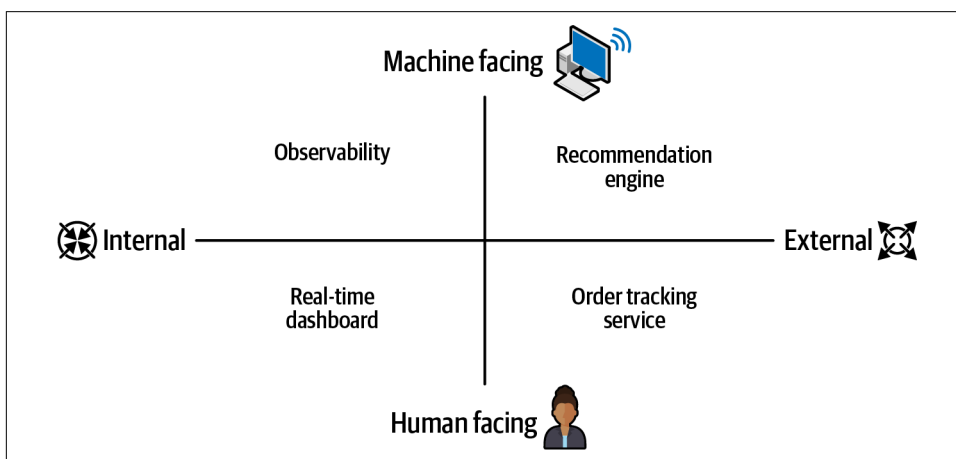 Machine facing
Observability
Recommendation
engine
Internal
External
Real-time
dashboard
Order tracking
service
Human facing